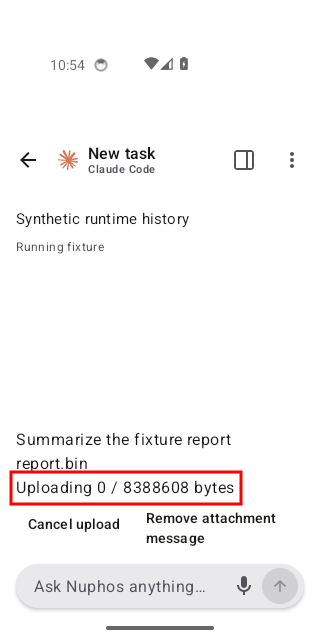 10:54
New task
Claude Code
Synthetic runtime history
Running fixture
Summarize the fixture report
report.bin
Uploading 0 / 8388608 bytes
Cancel upload
Remove attachment
message
Ask Nuphos anything...